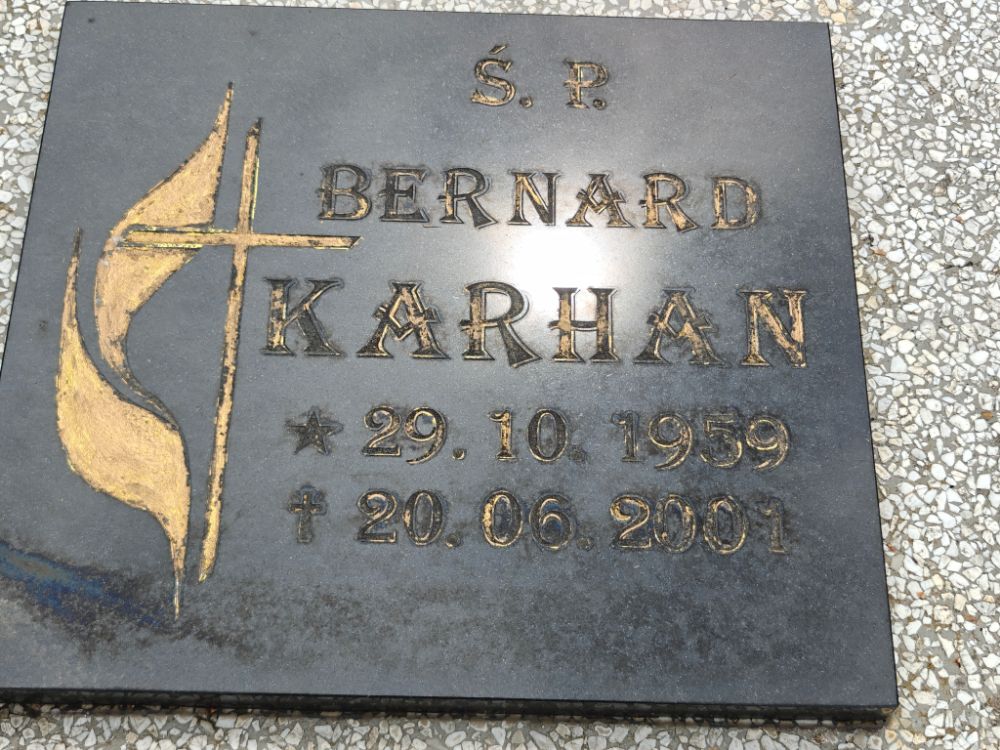 Ś. P.
BERNARD
KARHAN
★ 29. 10. 1959
✝ 20. 06. 2001